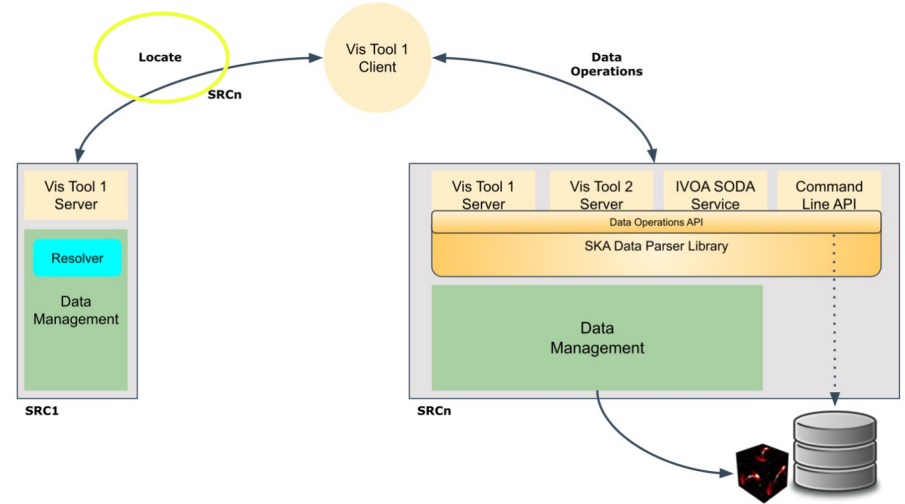 Locate
SRCn
Vis Tool 1
Client
Data
Operations
Vis Tool 1
Server
Resolver
Data
Management
SRC1
Vis Tool 1
Server
Vis Tool 2
Server
IVOA SODA
Service
Command
Line API
Data Operations API
SKA Data Parser Library
Data
Management
SRCn